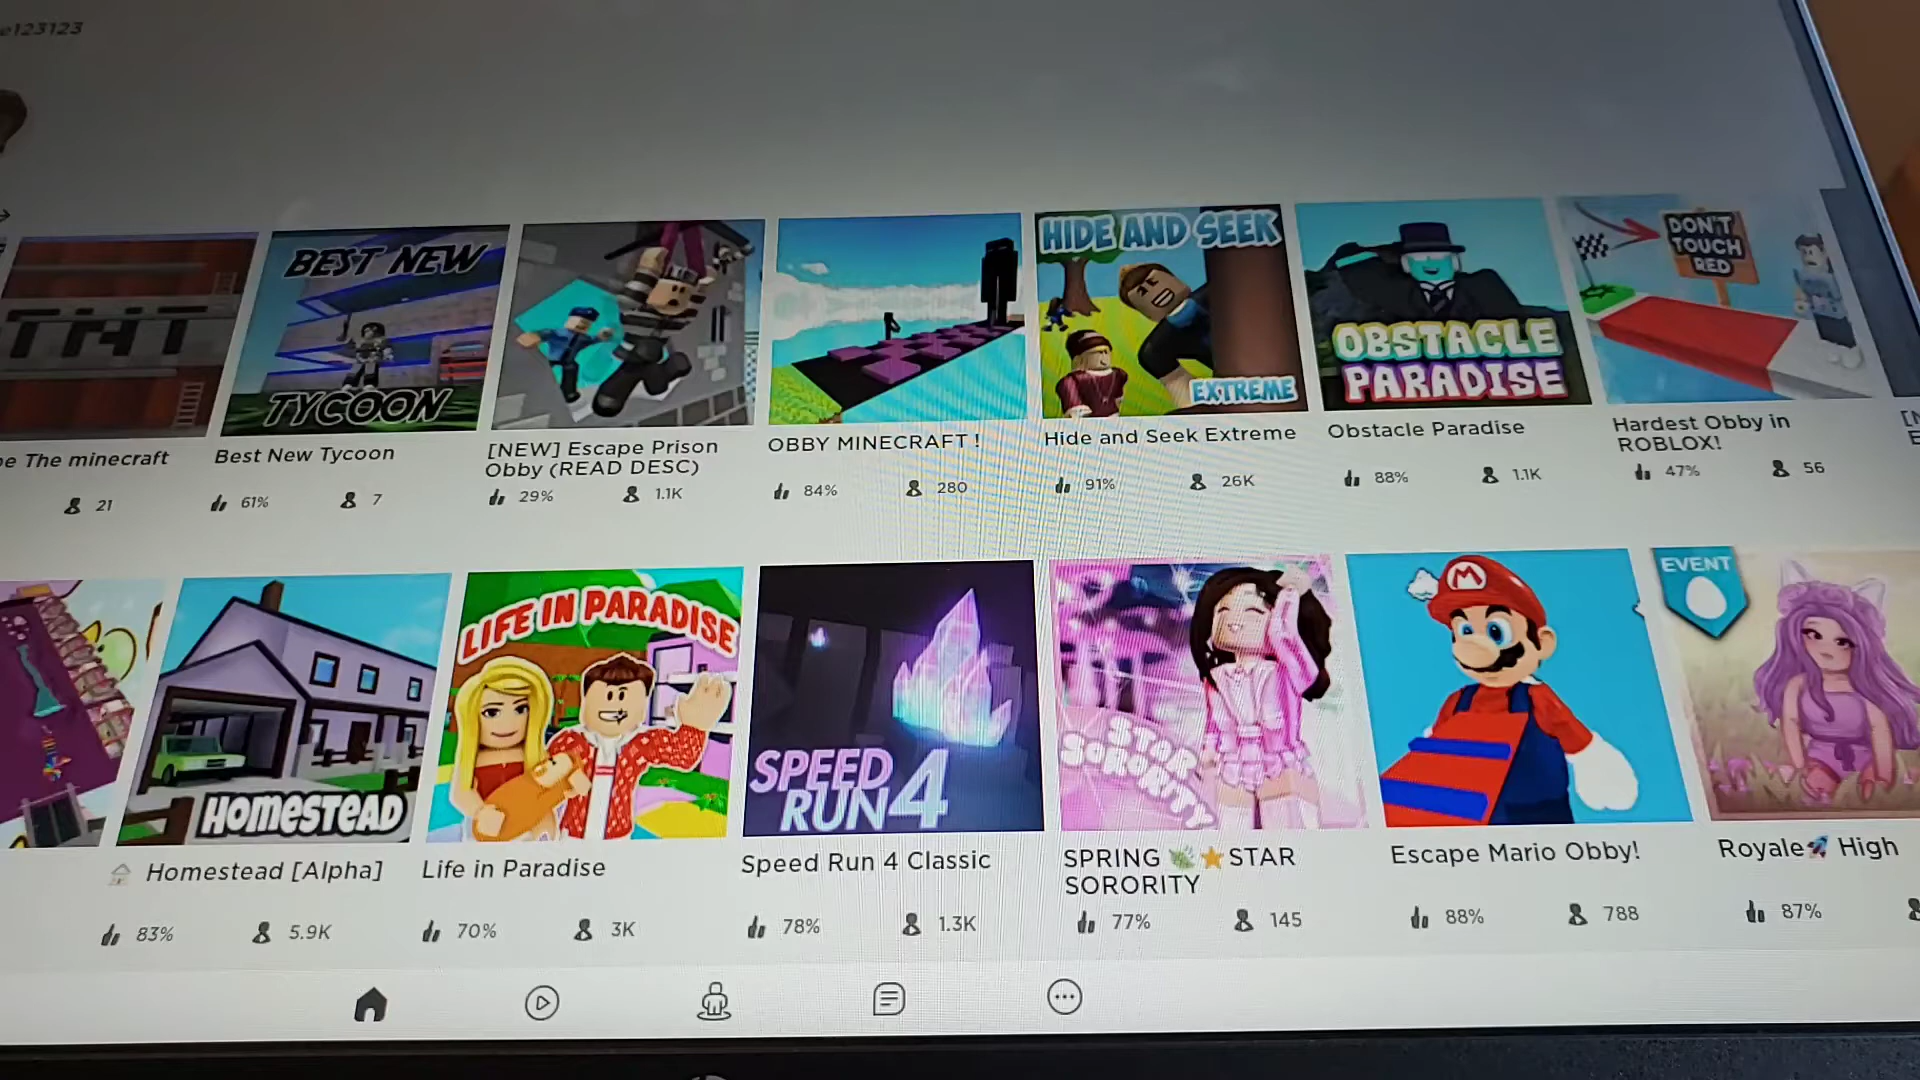 e123123
TNT
BEST NEW
TYCOON
HIDE AND SEEK
EXTREME
OBSTACLE
PARADISE
DON'T
TOUCH
RED
e The minecraft
Best New Tycoon
[NEW] Escape Prison
Obby (READ DESC)
OBBY MINECRAFT !
Hide and Seek Extreme
Obstacle Paradise
Hardest Obby in
ROBLOX!
21
61%
7
29%
1.1K
84%
280
91%
26K
88%
1.1K
47%
56
HOMESTEAD
LIFE IN PARADISE
SPEED
RUN 4
STAR
SORORITY
M
EVENT
Homestead [Alpha]
Life in Paradise
Speed Run 4 Classic
SPRING STAR
SORORITY
Escape Mario Obby!
Royale High
83%
5.9K
70%
3K
78%
1.3K
77%
145
88%
788
87%